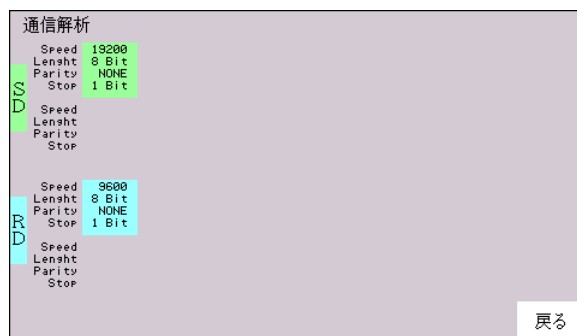 通信解析
Speed 19200
Lenght 8 Bit
Parity NONE
Stop 1 Bit
SD
Speed
Lenght
Parity
Stop
Speed 9600
Lenght 8 Bit
Parity NONE
Stop 1 Bit
RD
Speed
Lenght
Parity
Stop
戻る